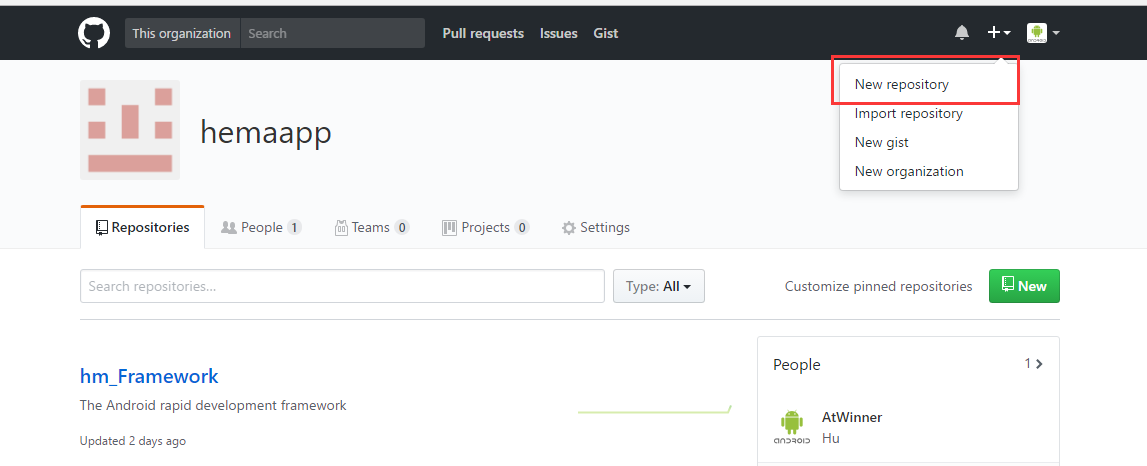 This organization Search Pull requests Issues Gist
New repository
Import repository
New gist
New organization
hemaapp
Repositories People 1 Teams 0 Projects 0 Settings
Search repositories... Type: All Customize pinned repositories New
hm_Framework
The Android rapid development framework
Updated 2 days ago
People 1
AtWinner
Hu
ANDROID